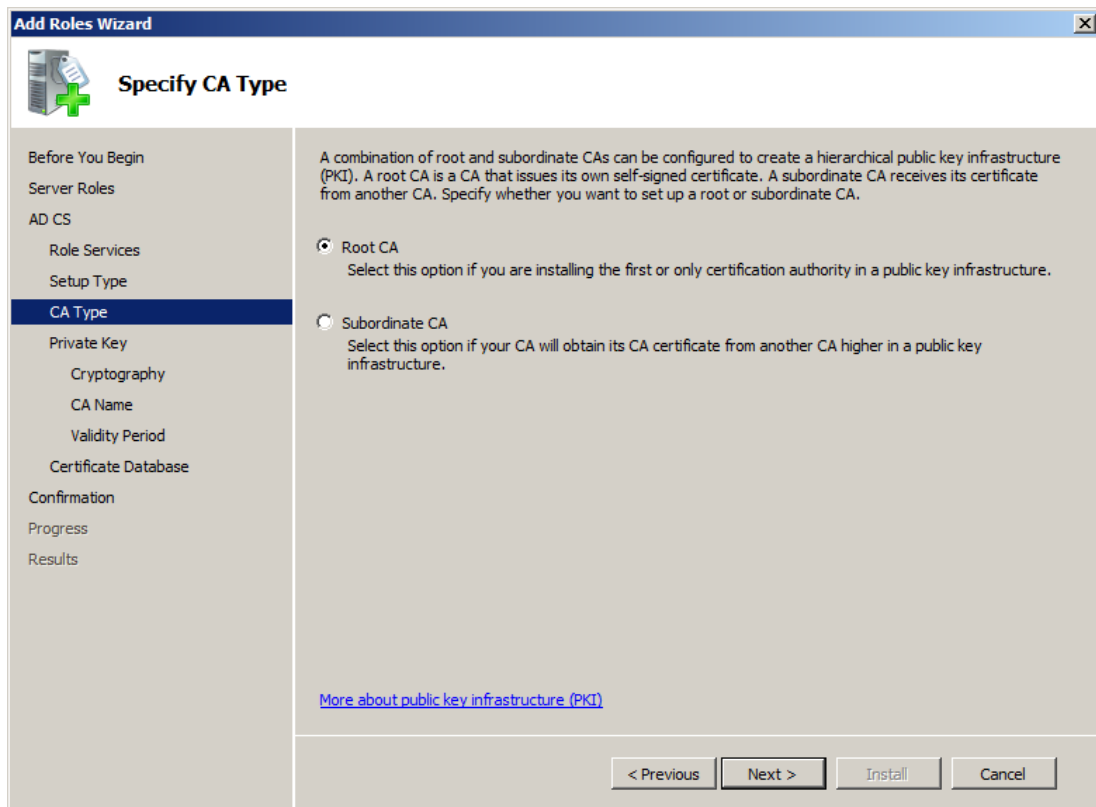 Add Roles Wizard
Specify CA Type
Before You Begin
Server Roles
AD CS
Role Services
Setup Type
CA Type
Private Key
Cryptography
CA Name
Validity Period
Certificate Database
Confirmation
Progress
Results
A combination of root and subordinate CAs can be configured to create a hierarchical public key infrastructure
(PKI). A root CA is a CA that issues its own self-signed certificate. A subordinate CA receives its certificate
from another CA. Specify whether you want to set up a root or subordinate CA.
Root CA
Select this option if you are installing the first or only certification authority in a public key infrastructure.
Subordinate CA
Select this option if your CA will obtain its CA certificate from another CA higher in a public key
infrastructure.
More about public key infrastructure (PKI)
< Previous
Next >
Install
Cancel